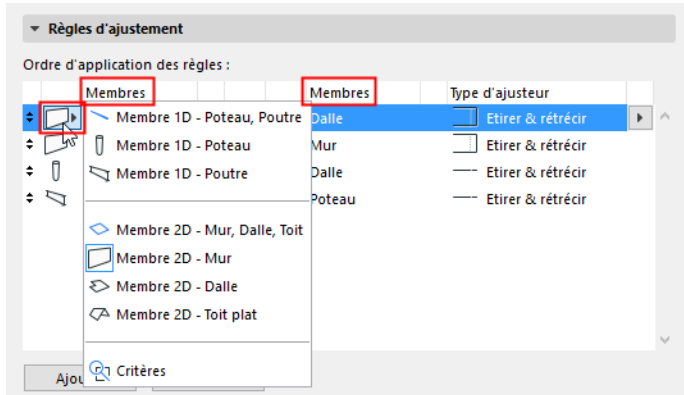 Règles d'ajustement
Ordre d'application des règles :
Membres Membres Type d'ajusteur
Membre 1D - Poteau, Poutre Dalle Etirer & rétrécir
Membre 1D - Poteau Mur Etirer & rétrécir
Membre 1D - Poutre Dalle Etirer & rétrécir
Poteau Etirer & rétrécir
Membre 2D - Mur, Dalle, Toit
Membre 2D - Mur
Membre 2D - Dalle
Membre 2D - Toit plat
Critères
Ajou